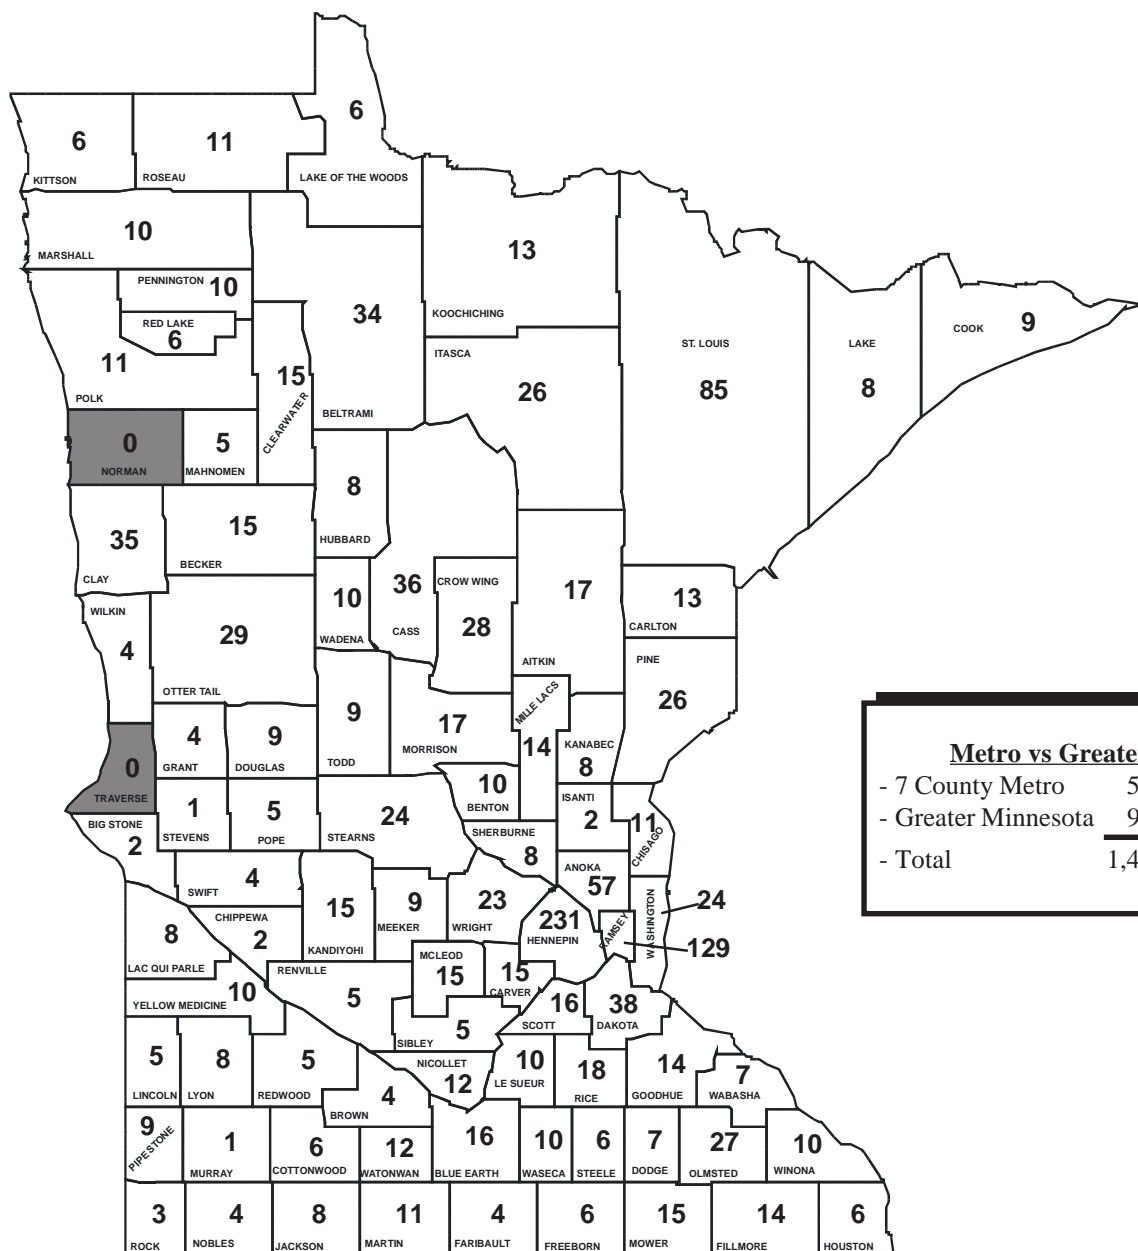 6
6
11
KITTSON
ROSEAU
LAKE OF THE WOODS
10
MARSHALL
13
KOOCHICHING
PENNINGTON 10
RED LAKE
6
34
BELTRAMI
11
POLK
15
CLEARWATER
ITASCA
26
ST. LOUIS
85
LAKE
8
COOK
9
0
NORMAN
5
MAHNOMEN
8
HUBBARD
35
CLAY
15
BECKER
WILKIN
4
29
OTTER TAIL
10
WADENA
36
CASS
CROW WING
28
17
AITKIN
13
CARLTON
PINE
26
0
TRAVERSE
4
GRANT
9
DOUGLAS
9
TODD
17
MORRISON
MILLE LACS
14
KANABEC
8
BIG STONE
2
1
STEVENS
5
POPE
24
STEARNS
10
BENTON
SHERBURNE
8
ISANTI
2
11
CHISAGO
4
SWIFT
15
KANDIYOHI
9
MEEKER
23
WRIGHT
ANOKA
57
231
HENNEPIN
RAMSEY
129
WASHINGTON
24
8
LAC QUI PARLE
CHIPPEWA
2
RENVILLE
5
MCLEOD
15
15
CARVER
16
SCOTT
38
DAKOTA
10
YELLOW MEDICINE
5
SIBLEY
5
LINCOLN
8
LYON
5
REDWOOD
4
BROWN
NICOLLET
12
10
LE SUEUR
18
RICE
14
GOODHUE
7
WABASHA
9
PIPESTONE
1
MURRAY
6
COTTONWOOD
12
WATONWAN
16
BLUE EARTH
10
WASECA
6
STEELE
7
DODGE
27
OLMSTED
10
WINONA
3
ROCK
4
NOBLES
8
JACKSON
11
MARTIN
4
FARIBAULT
6
FREEBORN
15
MOWER
14
FILLMORE
6
HOUSTON
Metro vs Greate
- 7 County Metro 5
- Greater Minnesota 9
- Total 1,4